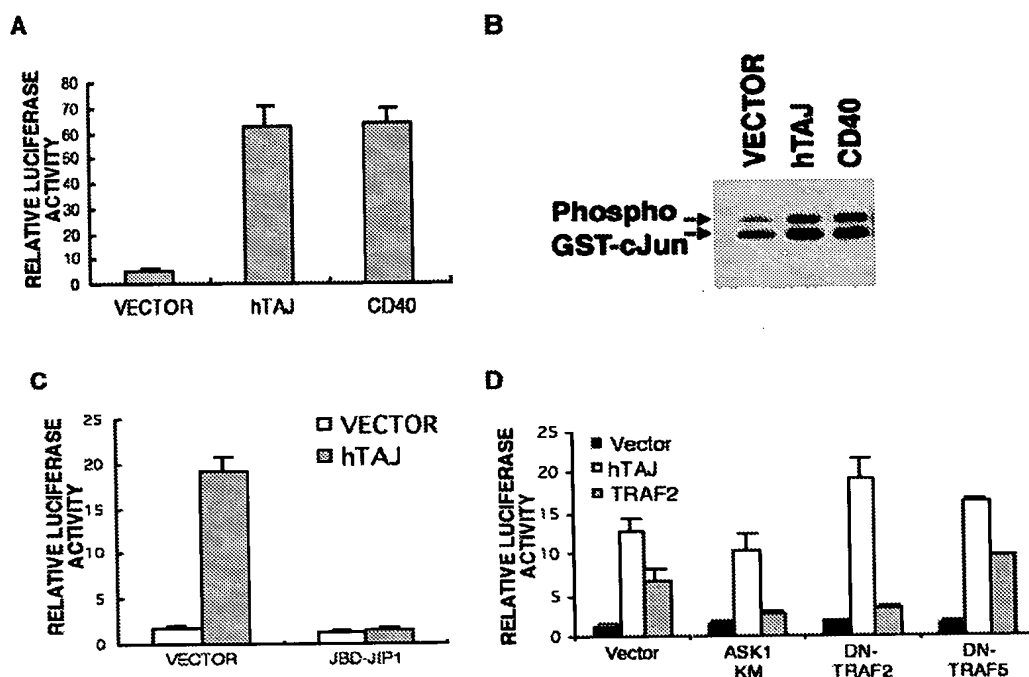 A
RELATIVE LUCIFERASE
ACTIVITY
80
70
60
50
40
30
20
10
0
VECTOR hTAJ CD40
B
VECTOR
hTAJ
CD40
Phospho
GST-cJun
C
RELATIVE LUCIFERASE
ACTIVITY
25
20
15
10
5
0
VECTOR
hTAJ
VECTOR JBD-JIP1
D
RELATIVE LUCIFERASE
ACTIVITY
25
20
15
10
5
0
Vector
hTAJ
TRAF2
Vector ASK1 DN- DN-
KM TRAF2 TRAF5